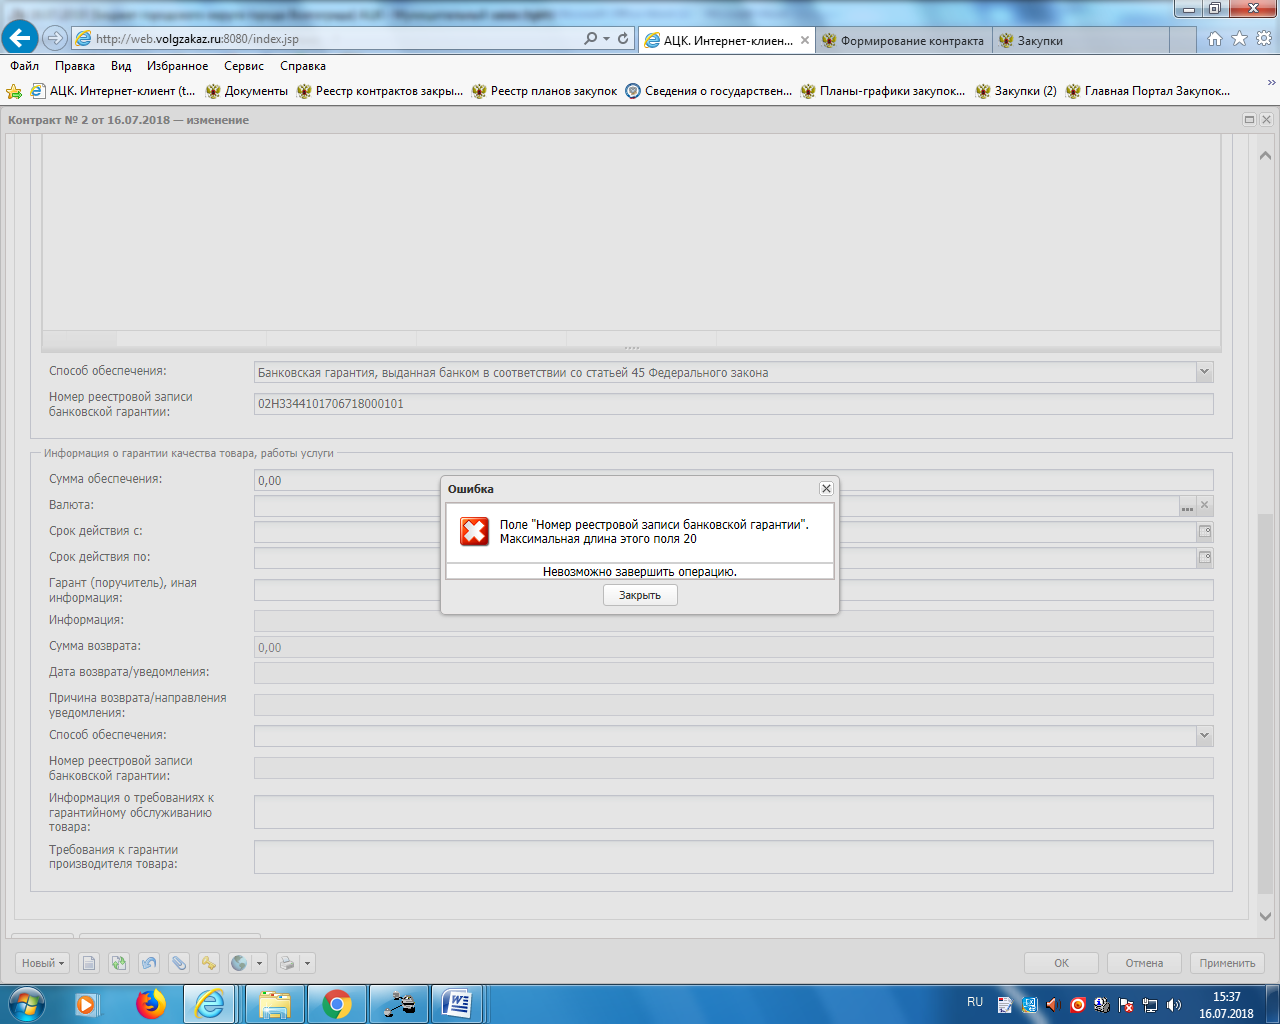 http://web.volgzakaz.ru:8080/index.jsp
АЦК. Интернет-клиен...
Формирование контракта
Закупки
Файл Правка Вид Избранное Сервис Справка
АЦК. Интернет-клиент (t...
Документы
Реестр контрактов закры...
Реестр планов закупок
Сведения о государствен...
Планы-графики закупок...
Закупки (2)
Главная Портал Закупок...
Контракт № 2 от 16.07.2018 — изменение
Способ обеспечения:
Банковская гарантия, выданная банком в соответствии со статьей 45 Федерального закона
Номер реестровой записи
банковской гарантии:
02Н3344101706718000101
Информация о гарантии качества товара, работы услуги
Сумма обеспечения:
0,00
Валюта:
Срок действия с:
Срок действия по:
Гарант (поручитель), иная
информация:
Информация:
Сумма возврата:
0,00
Дата возврата/уведомления:
Причина возврата/направления
уведомления:
Способ обеспечения:
Номер реестровой записи
банковской гарантии:
Информация о требованиях к
гарантийному обслуживанию
товара:
Требования к гарантии
производителя товара:
Ошибка
Поле "Номер реестровой записи банковской гарантии".
Максимальная длина этого поля 20
Невозможно завершить операцию.
Закрыть
Новый
ОК
Отмена
Применить
RU
15:37
16.07.2018